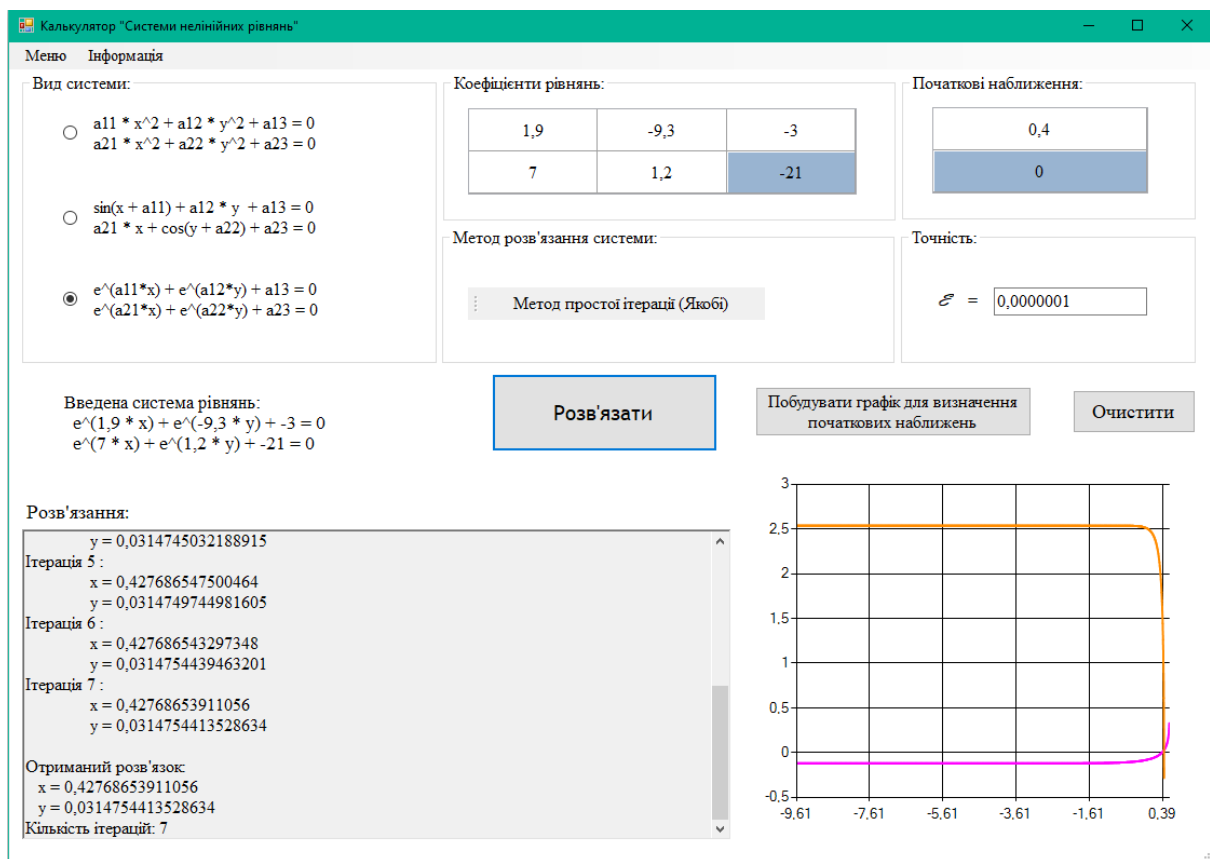 Калькулятор "Системи нелінійних рівнянь"
Меню Інформація
Вид системи:
a11 * x^2 + a12 * y^2 + a13 = 0
a21 * x^2 + a22 * y^2 + a23 = 0
sin(x + a11) + a12 * y + a13 = 0
a21 * x + cos(y + a22) + a23 = 0
e^(a11*x) + e^(a12*y) + a13 = 0
e^(a21*x) + e^(a22*y) + a23 = 0
Коефіцієнти рівнянь:
1,9 -9,3 -3
7 1,2 -21
Початкові наближення:
0,4
0
Метод розв'язання системи:
Метод простої ітерації (Якобі)
Точність:
ℰ = 0,0000001
Введена система рівнянь:
e^(1,9 * x) + e^(-9,3 * y) + -3 = 0
e^(7 * x) + e^(1,2 * y) + -21 = 0
Розв'язати
Побудувати графік для визначення
початкових наближень
Очистити
Розв'язання:
y = 0,0314745032188915
Ітерація 5 :
x = 0,427686547500464
y = 0,0314749744981605
Ітерація 6 :
x = 0,427686543297348
y = 0,0314754439463201
Ітерація 7 :
x = 0,42768653911056
y = 0,0314754413528634
Отриманий розв'язок:
x = 0,42768653911056
y = 0,0314754413528634
Кількість ітерацій: 7
3
2,5
2
1,5
1
0,5
0
-0,5
-9,61 -7,61 -5,61 -3,61 -1,61 0,39